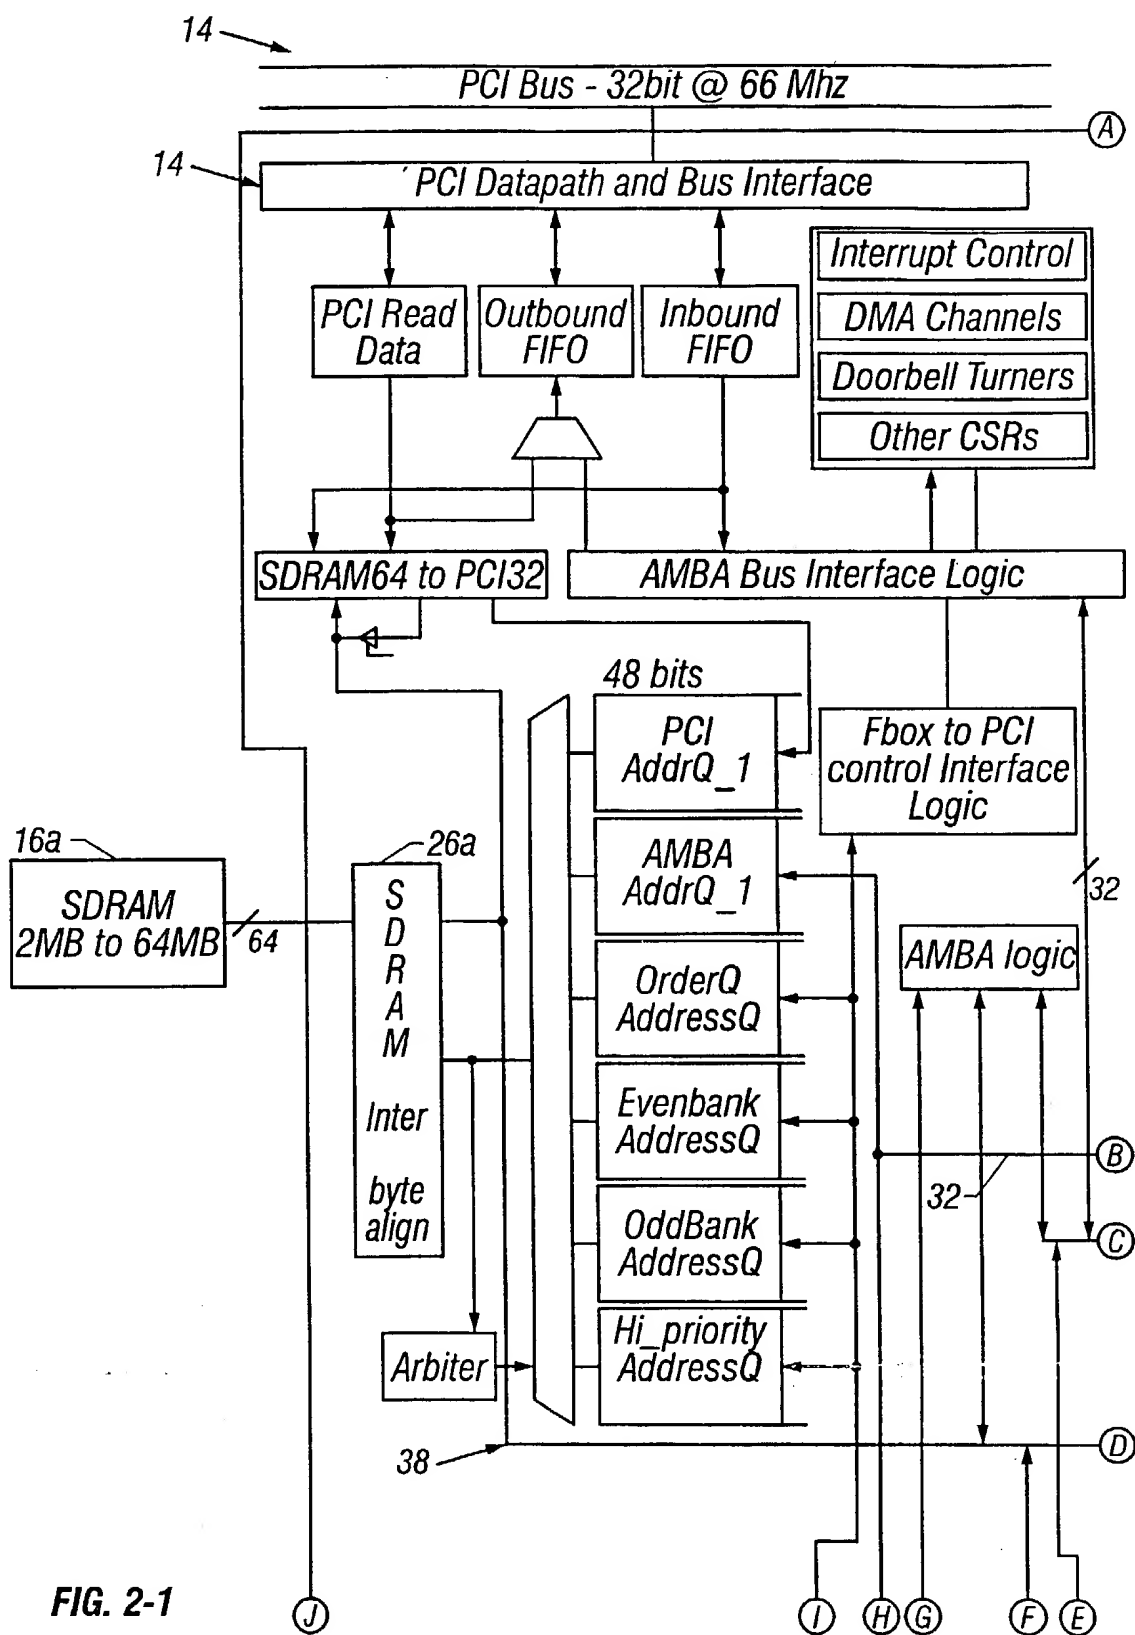 14
PCI Bus - 32bit @ 66 Mhz
A
14
PCI Datapath and Bus Interface
Interrupt Control
DMA Channels
Doorbell Turners
Other CSRs
PCI Read
Data
Outbound
FIFO
Inbound
FIFO
SDRAM64 to PCI32
AMBA Bus Interface Logic
48 bits
PCI
AddrQ_1
Fbox to PCI
control Interface
Logic
16a
SDRAM
2MB to 64MB
64
26a
SDRAM
Inter
byte
align
AMBA
AddrQ_1
32
AMBA logic
OrderQ
AddressQ
Evenbank
AddressQ
B
32
OddBank
AddressQ
C
Hi_priority
AddressQ
Arbiter
38
D
FIG. 2-1
J
I
H
G
F
E